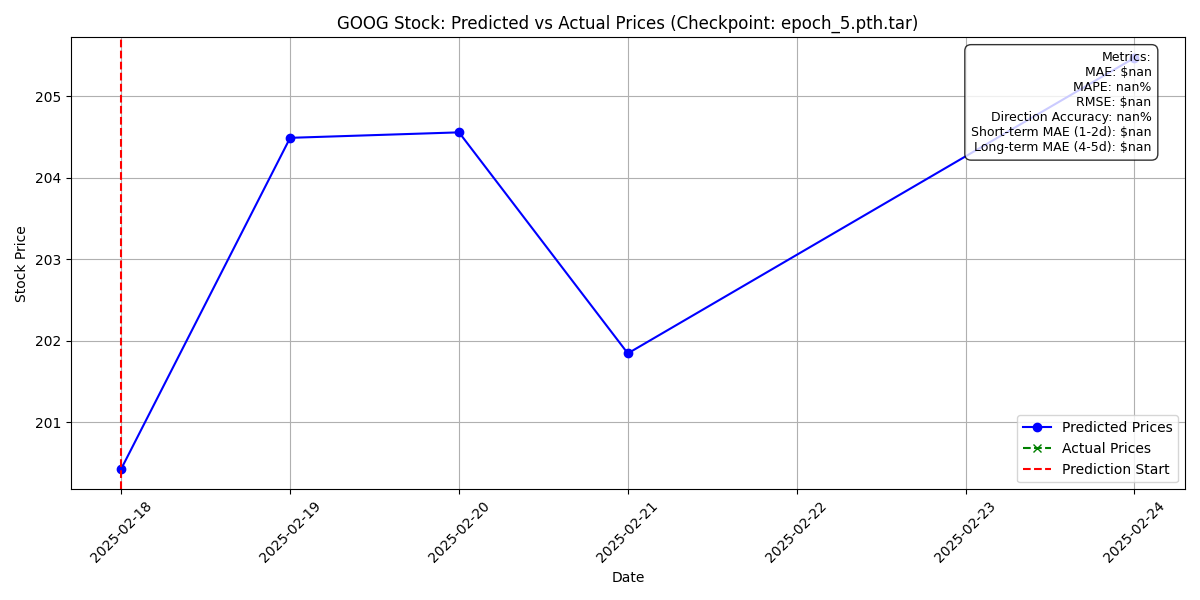 GOOG Stock: Predicted vs Actual Prices (Checkpoint: epoch_5.pth.tar)
Metrics:
MAE: $nan
MAPE: nan%
RMSE: $nan
Direction Accuracy: nan%
Short-term MAE (1-2d): $nan
Long-term MAE (4-5d): $nan
Stock Price
205
204
203
202
201
Predicted Prices
Actual Prices
Prediction Start
2025-02-18
2025-02-19
2025-02-20
2025-02-21
2025-02-22
2025-02-23
2025-02-24
Date